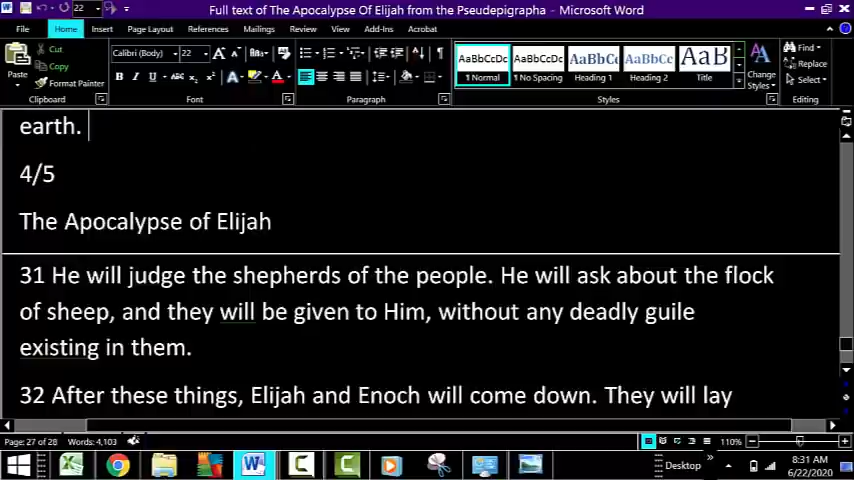 22
Full text of The Apocalypse Of Elijah from the Pseudepigrapha - Microsoft Word
File Home Insert Page Layout References Mailings Review View Add-Ins Acrobat
Paste
Cut
Copy
Format Painter
Clipboard
Calibri (Body) 22
Font
Paragraph
AaBbCcDc AaBbCcDc AaBbCc AaBbCc AaB
¶ Normal ¶ No Spacing Heading 1 Heading 2 Title
Change
Styles
Styles
Find
Replace
Select
Editing
earth.
4/5
The Apocalypse of Elijah
31 He will judge the shepherds of the people. He will ask about the flock
of sheep, and they will be given to Him, without any deadly guile
existing in them.
32 After these things, Elijah and Enoch will come down. They will lay
Page: 27 of 28 Words: 4,103 110%
Desktop
8:31 AM
6/22/2020